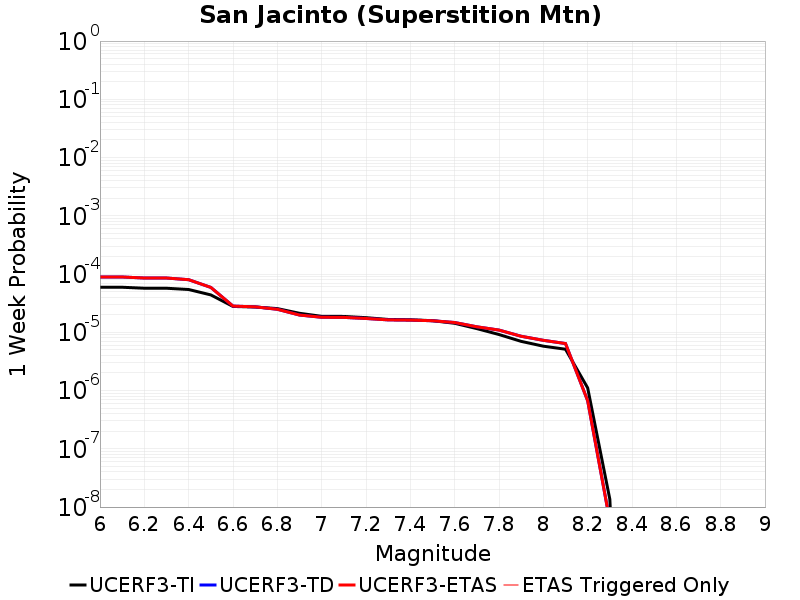 San Jacinto (Superstition Mtn)
1 Week Probability
10^0
10^-1
10^-2
10^-3
10^-4
10^-5
10^-6
10^-7
10^-8
6 6.2 6.4 6.6 6.8 7 7.2 7.4 7.6 7.8 8 8.2 8.4 8.6 8.8 9
Magnitude
UCERF3-TI UCERF3-TD UCERF3-ETAS ETAS Triggered Only